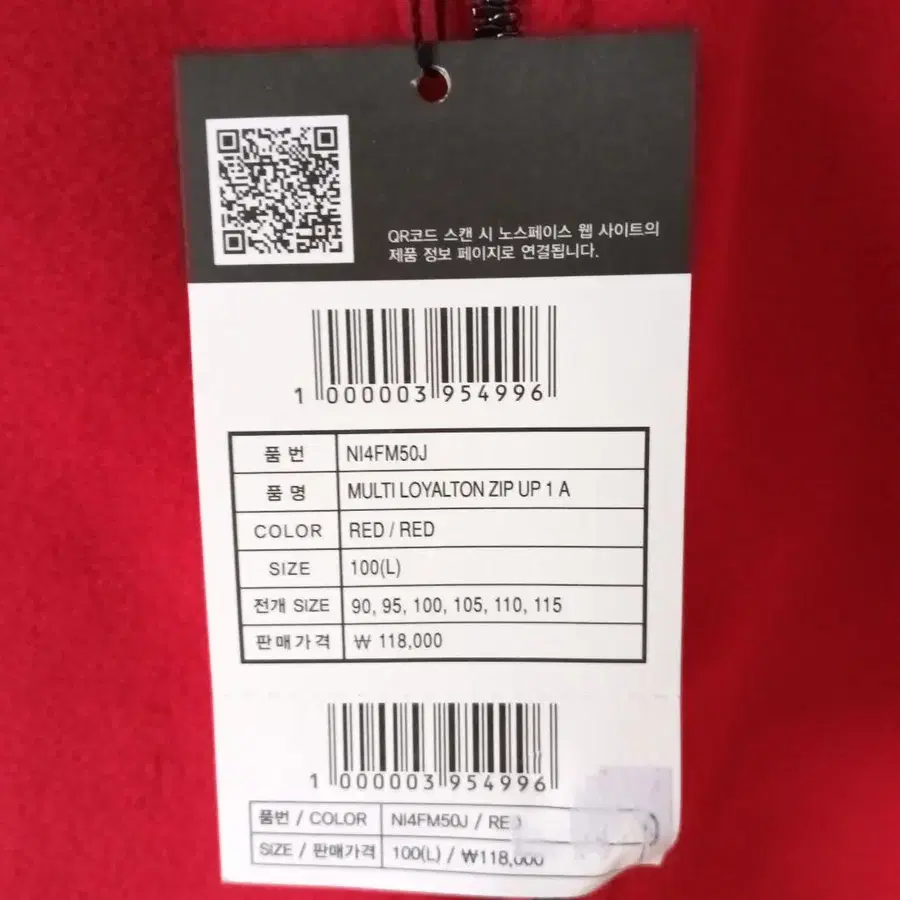 QR코드 스캔 시 노스페이스 웹 사이트의
제품 정보 페이지로 연결됩니다.
1 000003 954996
품 번 NI4FM50J
품 명 MULTI LOYALTON ZIP UP 1 A
COLOR RED / RED
SIZE 100(L)
전개 SIZE 90, 95, 100, 105, 110, 115
판매가격 ₩ 118,000
1 000003 954996
품번 / COLOR NI4FM50J / RED
SIZE / 판매가격 100(L) / ₩118,000